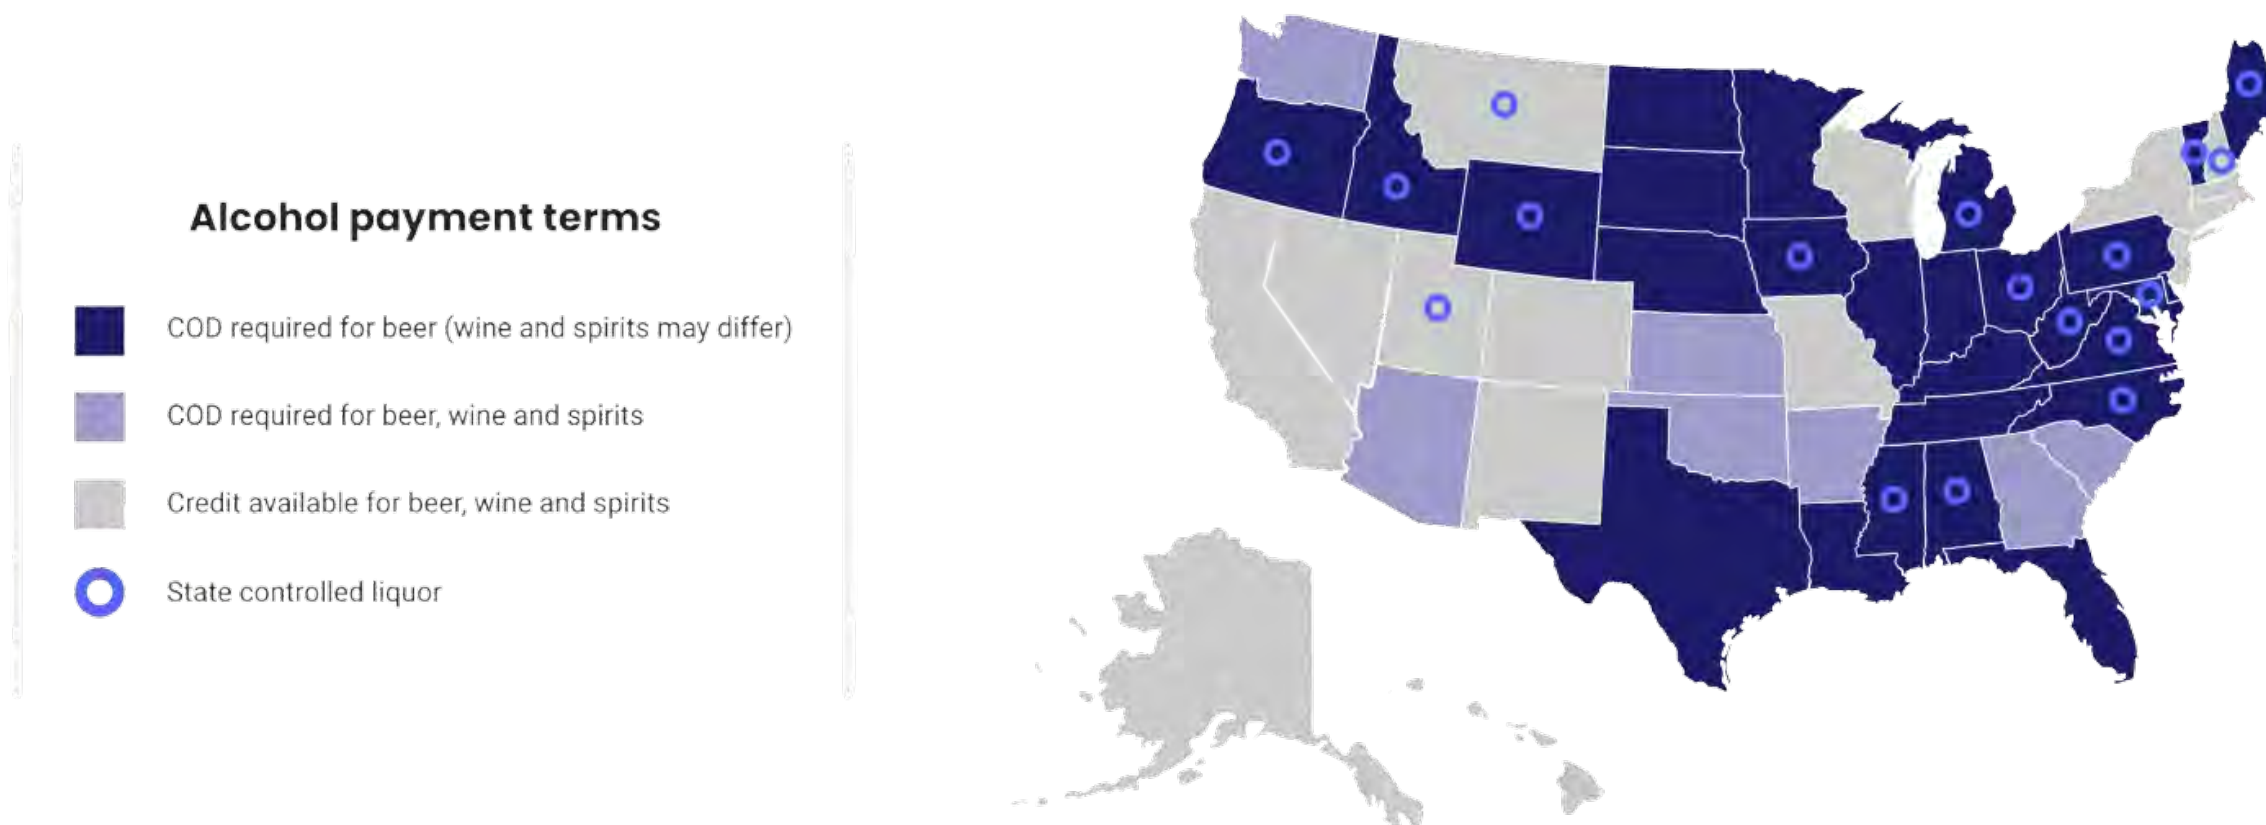 Alcohol payment terms
COD required for beer (wine and spirits may differ)
COD required for beer, wine and spirits
Credit available for beer, wine and spirits
State controlled liquor